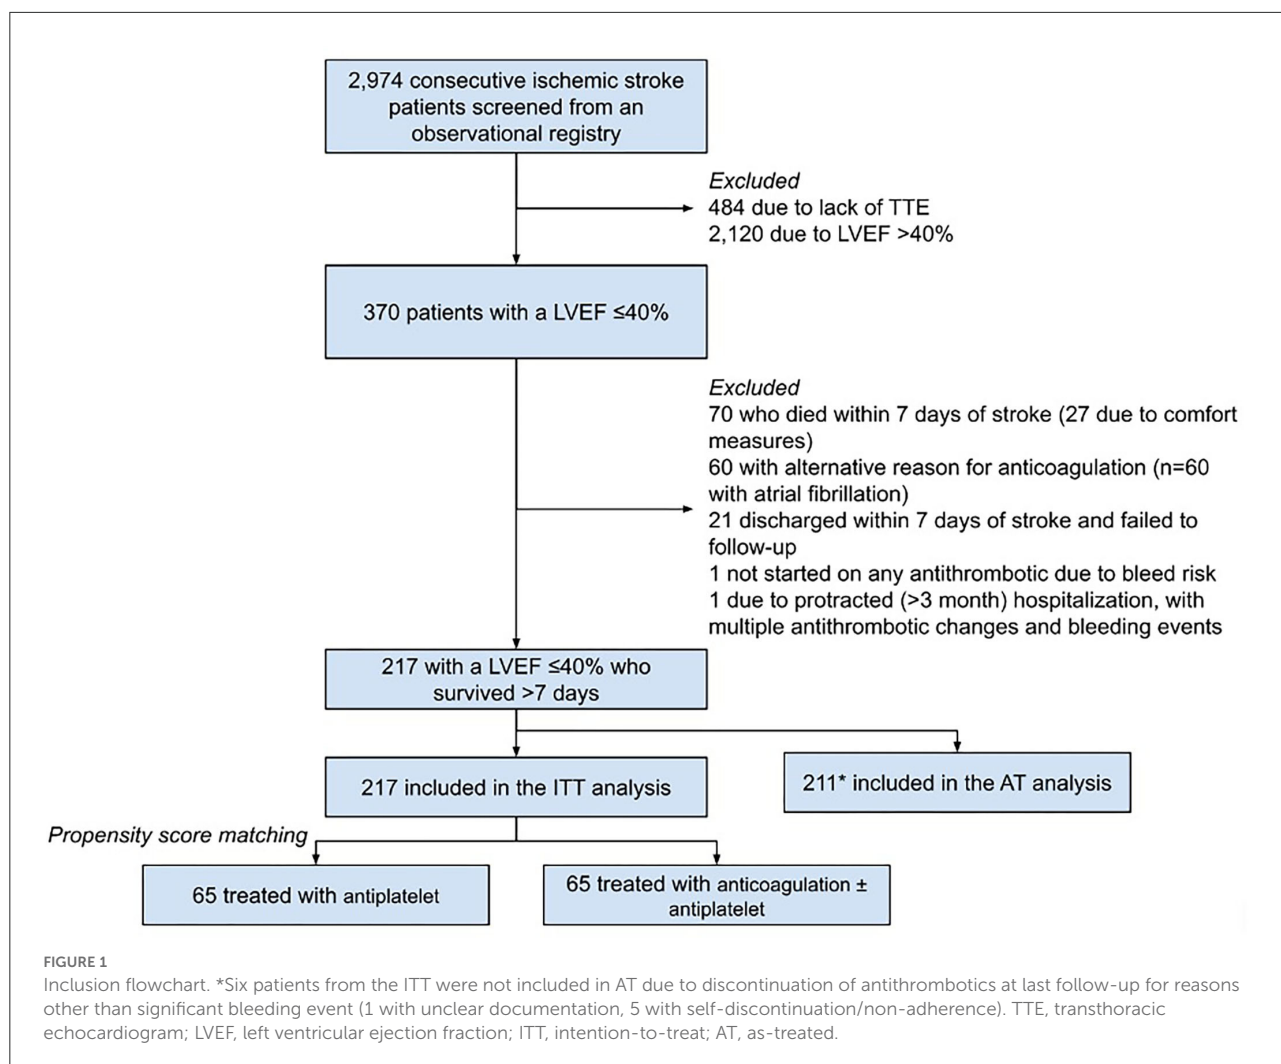 2,974 consecutive ischemic stroke
patients screened from an
observational registry
Excluded
484 due to lack of TTE
2,120 due to LVEF >40%
370 patients with a LVEF ≤40%
Excluded
70 who died within 7 days of stroke (27 due to comfort
measures)
60 with alternative reason for anticoagulation (n=60
with atrial fibrillation)
21 discharged within 7 days of stroke and failed to
follow-up
1 not started on any antithrombotic due to bleed risk
1 due to protracted (>3 month) hospitalization, with
multiple antithrombotic changes and bleeding events
217 with a LVEF ≤40% who
survived >7 days
217 included in the ITT analysis
211* included in the AT analysis
Propensity score matching
65 treated with antiplatelet
65 treated with anticoagulation ±
antiplatelet
FIGURE 1
Inclusion flowchart. *Six patients from the ITT were not included in AT due to discontinuation of antithrombotics at last follow-up for reasons
other than significant bleeding event (1 with unclear documentation, 5 with self-discontinuation/non-adherence). TTE, transthoracic
echocardiogram; LVEF, left ventricular ejection fraction; ITT, intention-to-treat; AT, as-treated.